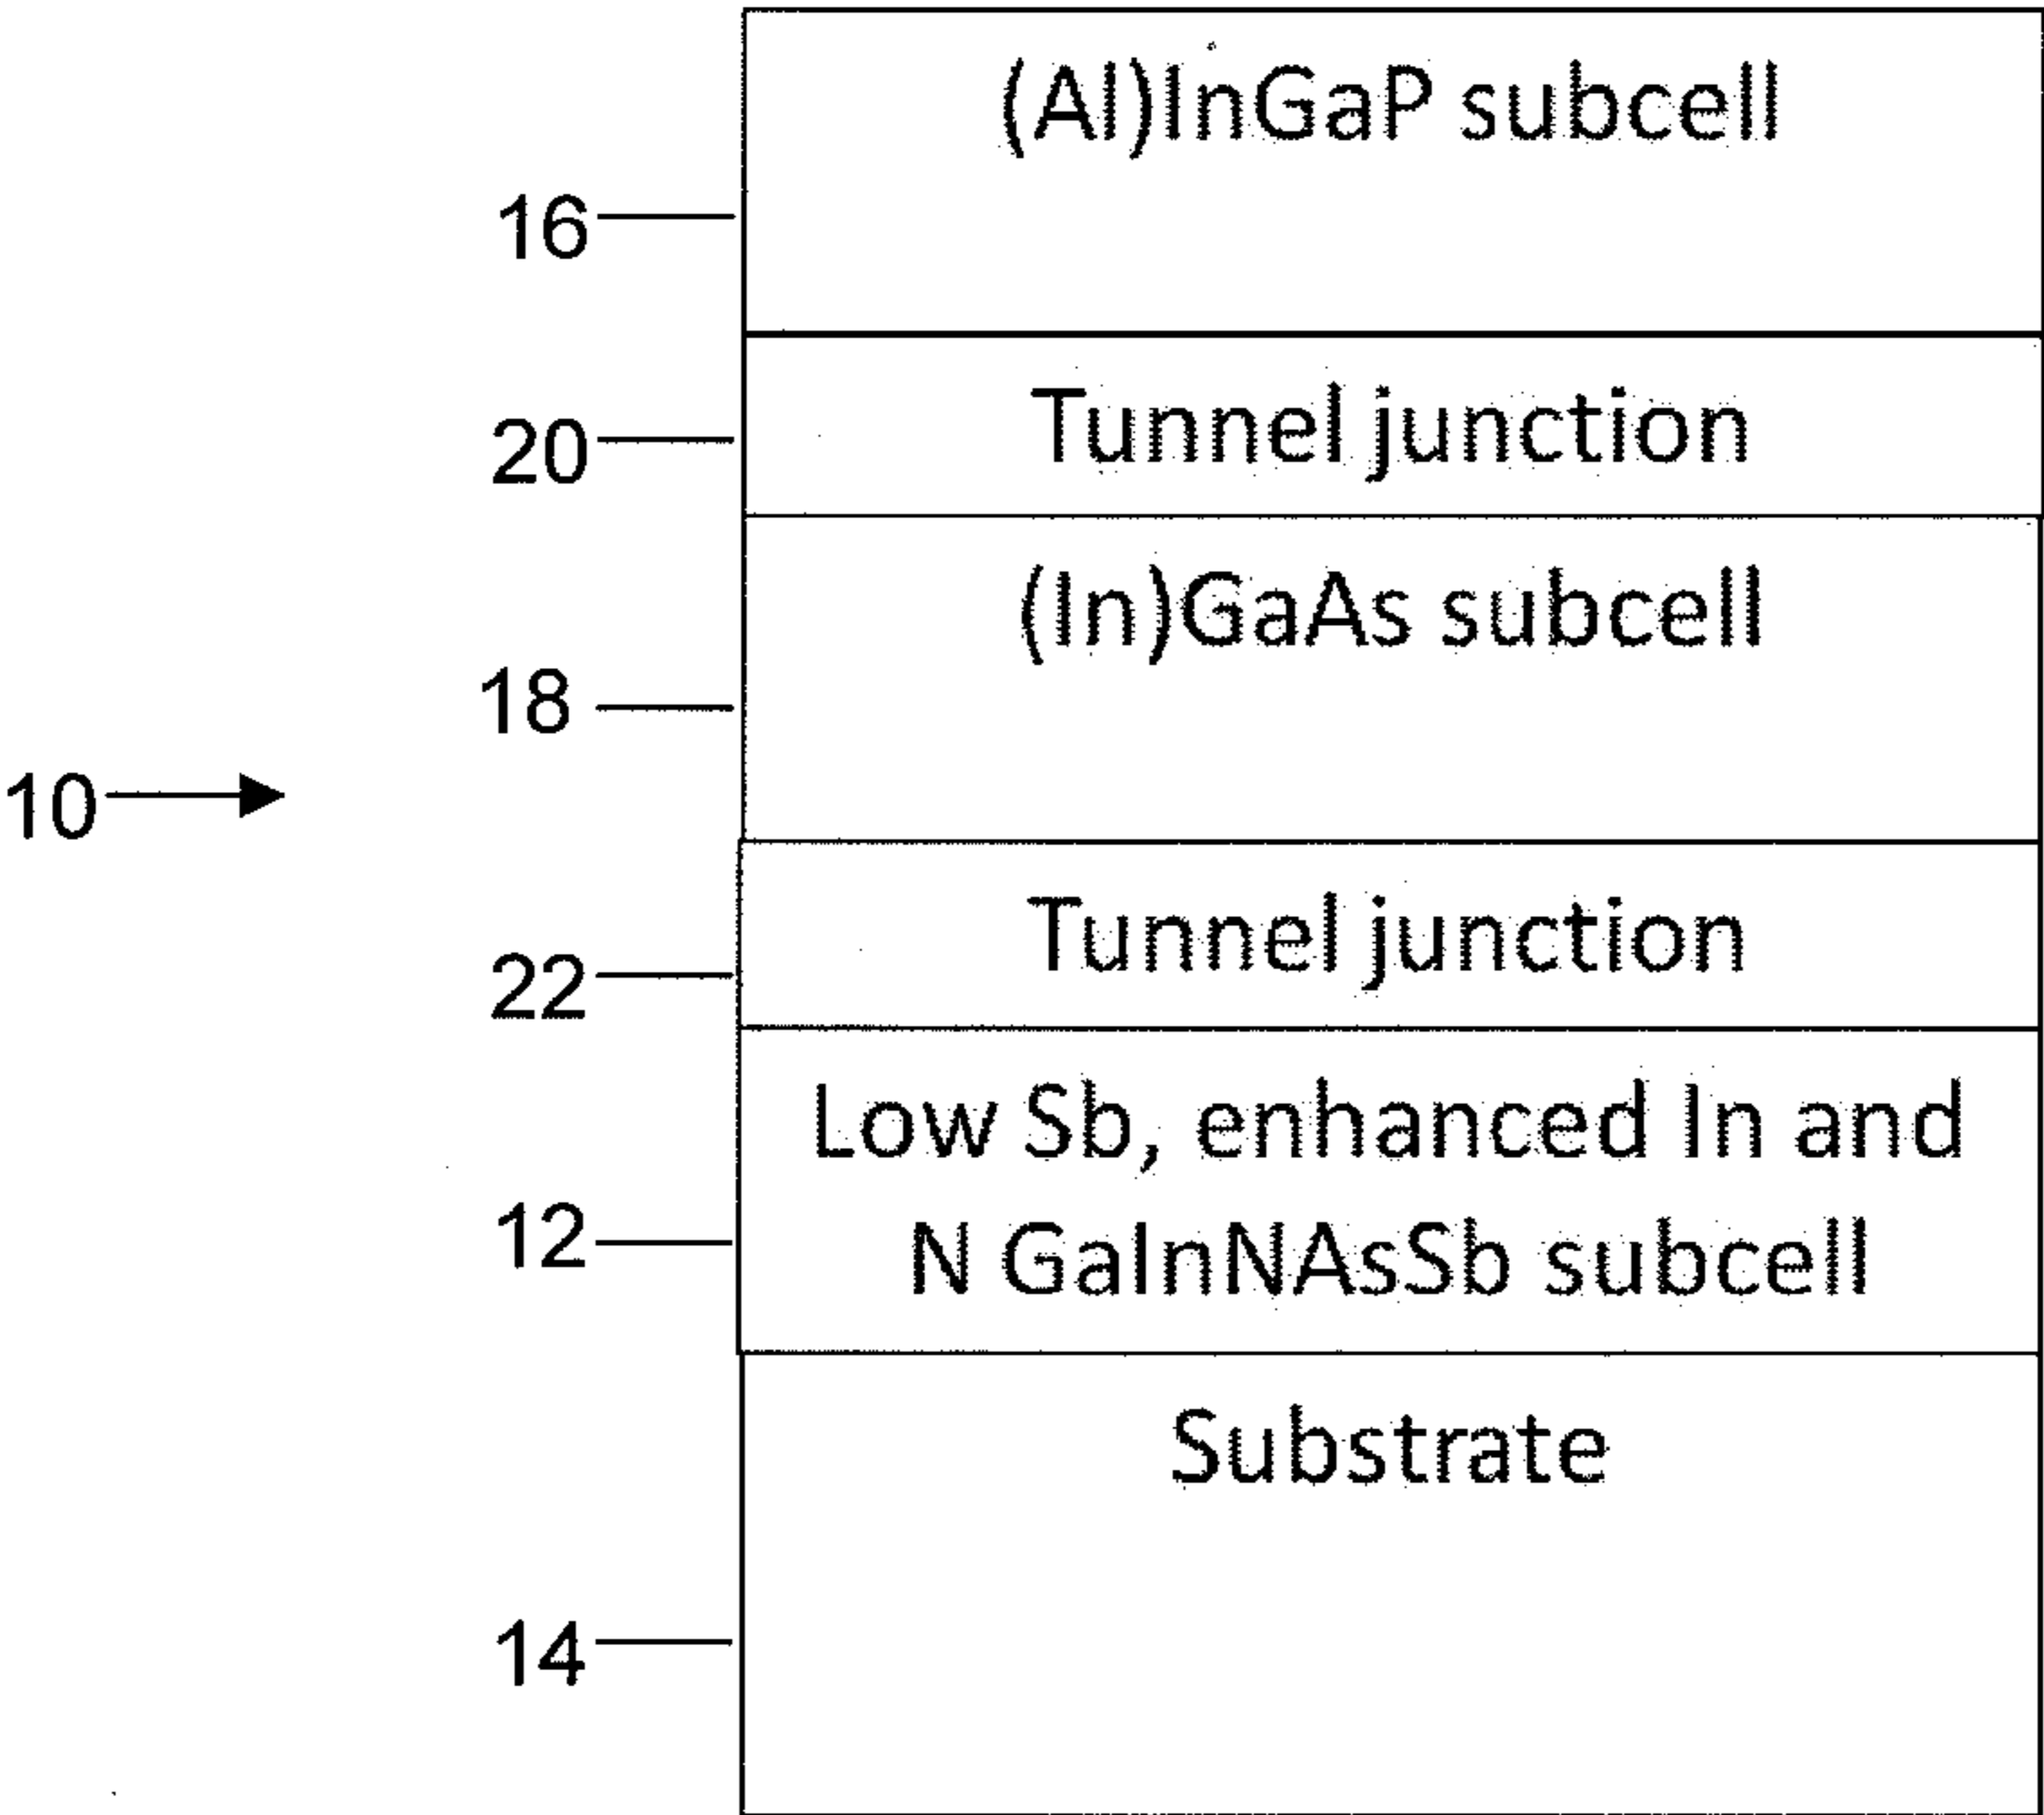 (Al)InGaP subcell
16
20
Tunnel junction
(In)GaAs subcell
18
10
Tunnel junction
22
Low Sb, enhanced In and
12
N GaInNAsSb subcell
Substrate
14